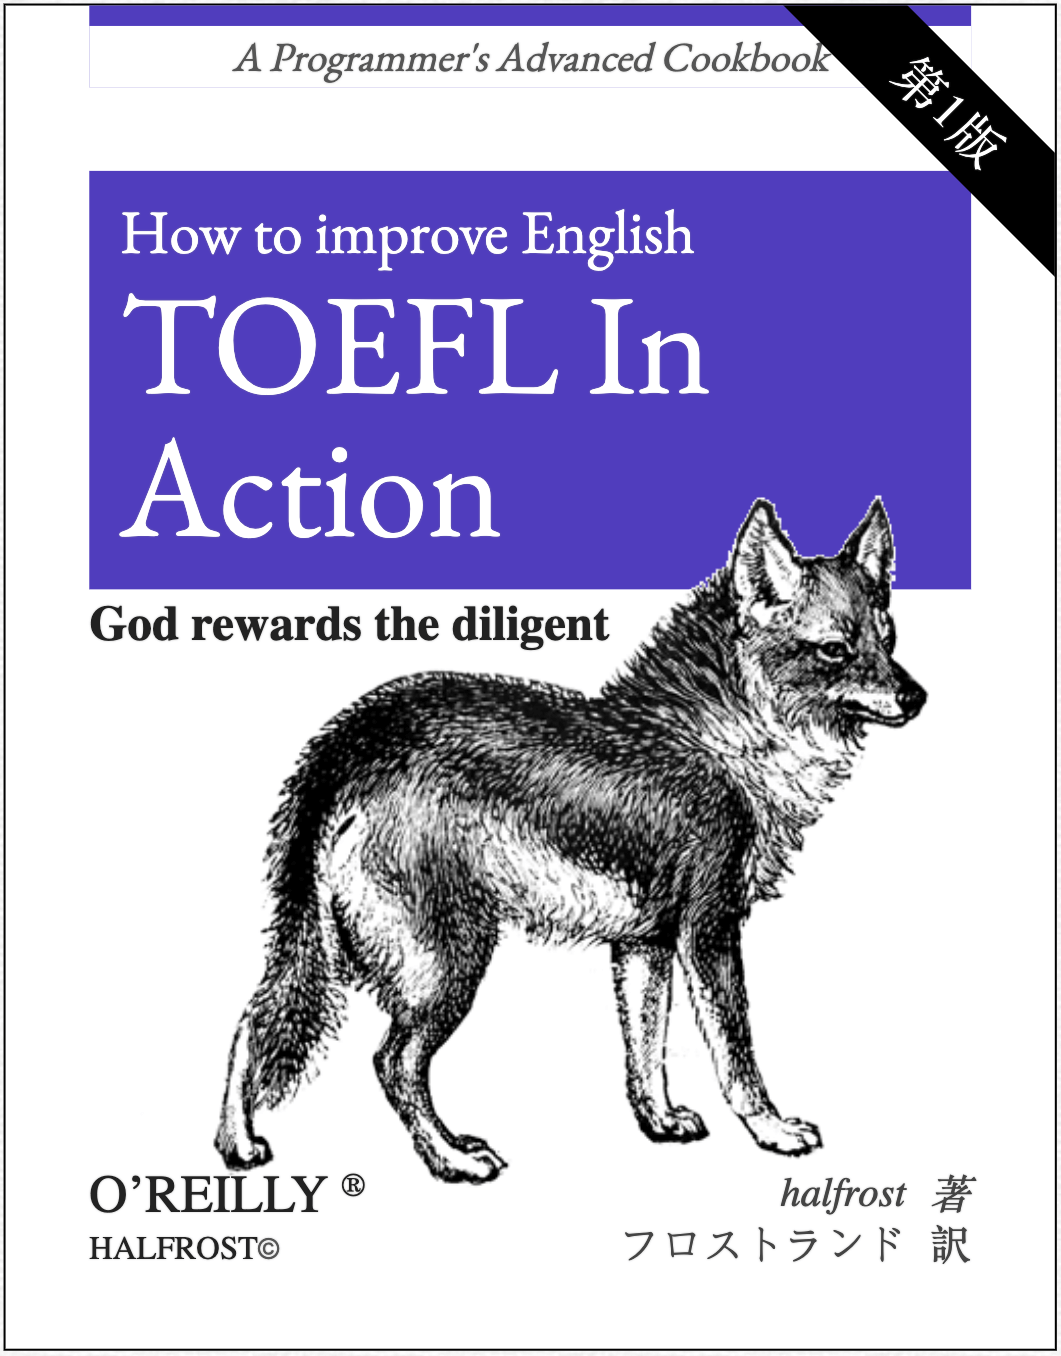 A Programmer's Advanced Cookbook
第1版
How to improve English
TOEFL In
Action
God rewards the diligent
O’REILLY ®
HALFROST©
halfrost 著
フロストランド 訳